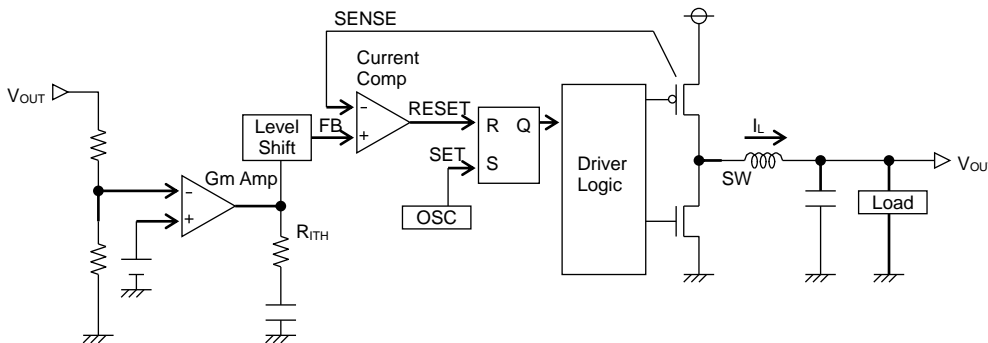 SENSE
Current
Comp
VOUT
RESET
R Q
S
Level
Shift
FB
SET
OSC
Gm Amp
RITH
Driver
Logic
IL
SW
VOU
Load
-
+
-
+